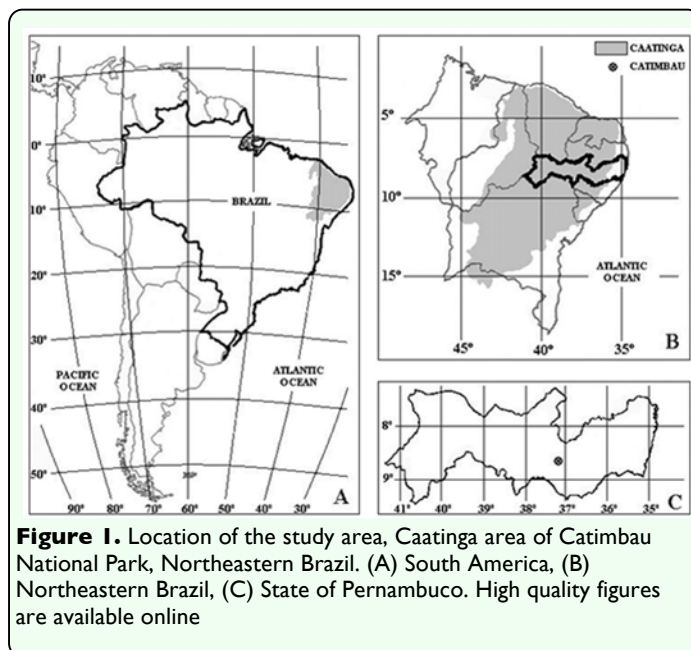 10°
0°
10°
20°
30°
40°
50°
BRAZIL
PACIFIC
OCEAN
ATLANTIC
OCEAN
A
90° 80° 70° 60° 50° 40° 30°
CAATINGA
CATIMBAU
5°
10°
15°
ATLANTIC
OCEAN
B
45° 40° 35°
8°
9°
C
41° 40° 39° 38° 37° 36° 35°
Figure 1. Location of the study area, Caatinga area of Catimbau
National Park, Northeastern Brazil. (A) South America, (B)
Northeastern Brazil, (C) State of Pernambuco. High quality figures
are available online